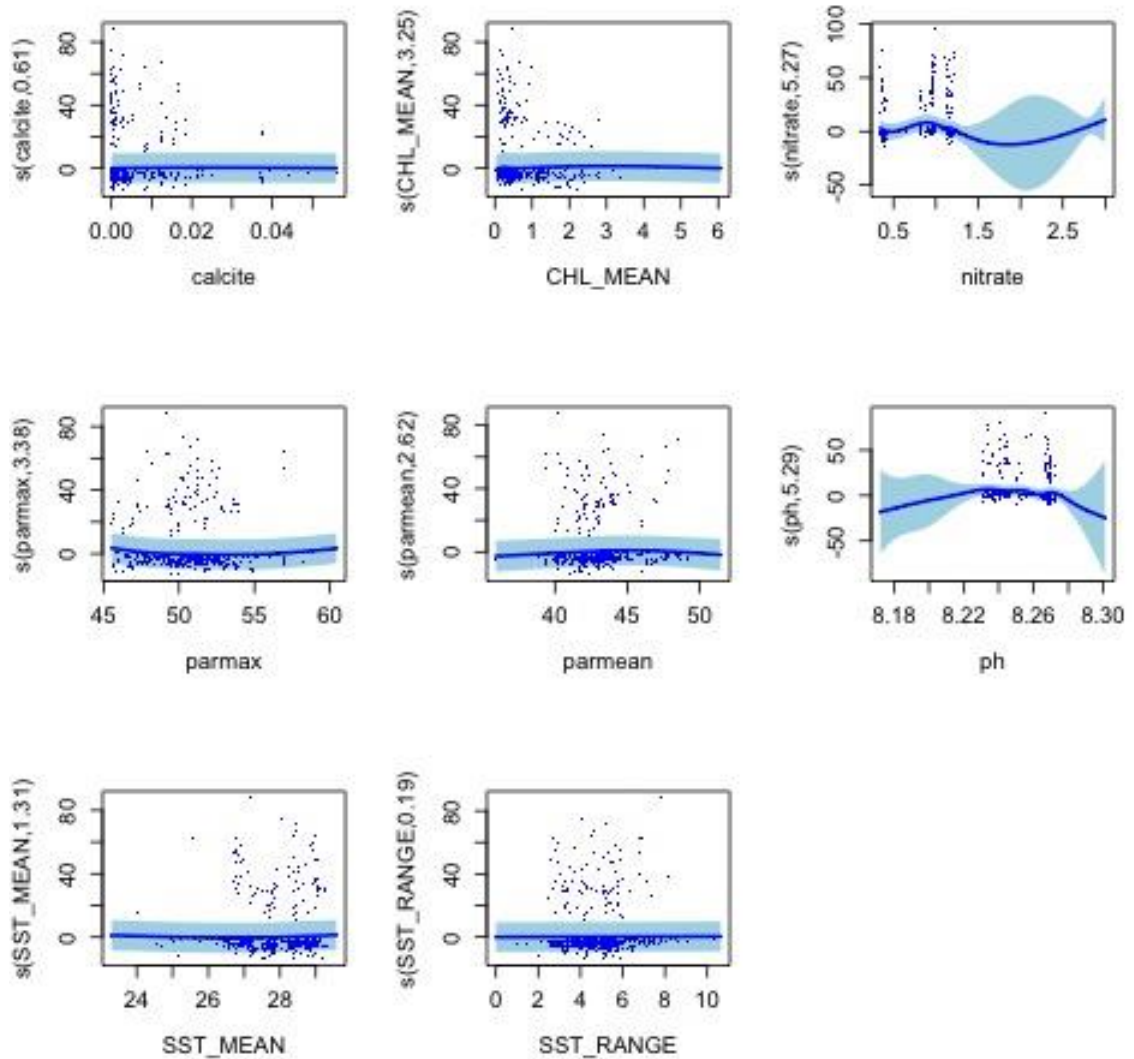 s(calcite,0.61)
80
40
0
0.00 0.02 0.04
calcite
s(CHL_MEAN,3.25)
80
40
0
0 1 2 3 4 5 6
CHL_MEAN
s(nitrate,5.27)
100
50
0
-50
0.5 1.5 2.5
nitrate
s(parmax,3.38)
80
40
0
45 50 55 60
parmax
s(parmean,2.62)
80
40
0
40 45 50
parmean
s(ph,5.29)
50
0
-50
8.18 8.22 8.26 8.30
ph
s(SST_MEAN,1.31)
80
40
0
24 26 28
SST_MEAN
s(SST_RANGE,0.19)
80
40
0
0 2 4 6 8 10
SST_RANGE